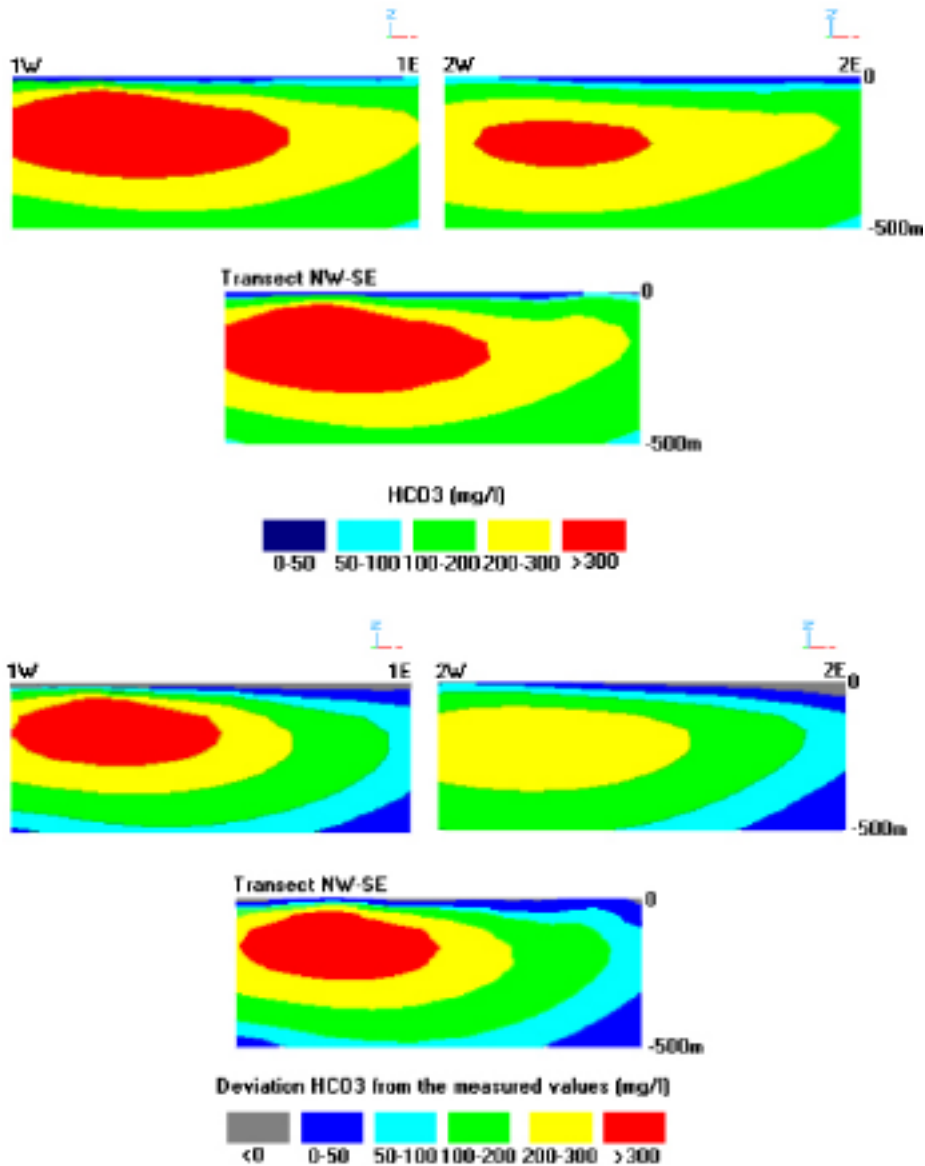 Z Z
1W 1E 2W 2E 0
-500m
Transect NW-SE
0
-500m
HCO3 (mg/l)
0-50 50-100 100-200 200-300 >300
Z Z
1W 1E 2W 2E 0
-500m
Transect NW-SE
0
-500m
Deviation HCO3 from the measured values (mg/l)
<0 0-50 50-100 100-200 200-300 >300